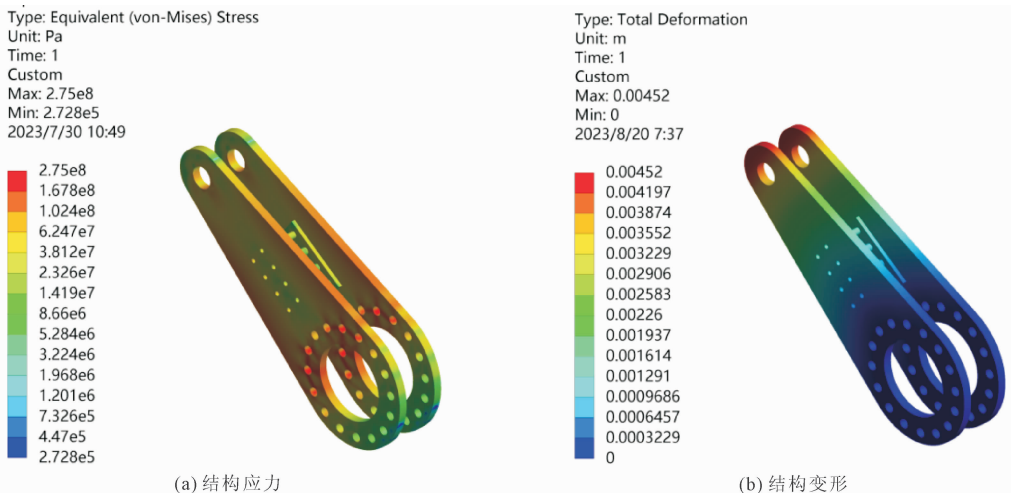 Type: Equivalent (von-Mises) Stress
Unit: Pa
Time: 1
Custom
Max: 2.75e8
Min: 2.728e5
2023/7/30 10:49
2.75e8
1.678e8
1.024e8
6.247e7
3.812e7
2.326e7
1.419e7
8.66e6
5.284e6
3.224e6
1.968e6
1.201e6
7.326e5
4.47e5
2.728e5
(a) 结构应力
Type: Total Deformation
Unit: m
Time: 1
Custom
Max: 0.00452
Min: 0
2023/8/20 7:37
0.00452
0.004197
0.003874
0.003552
0.003229
0.002906
0.002583
0.00226
0.001937
0.001614
0.001291
0.0009686
0.0006457
0.0003229
0
(b) 结构变形